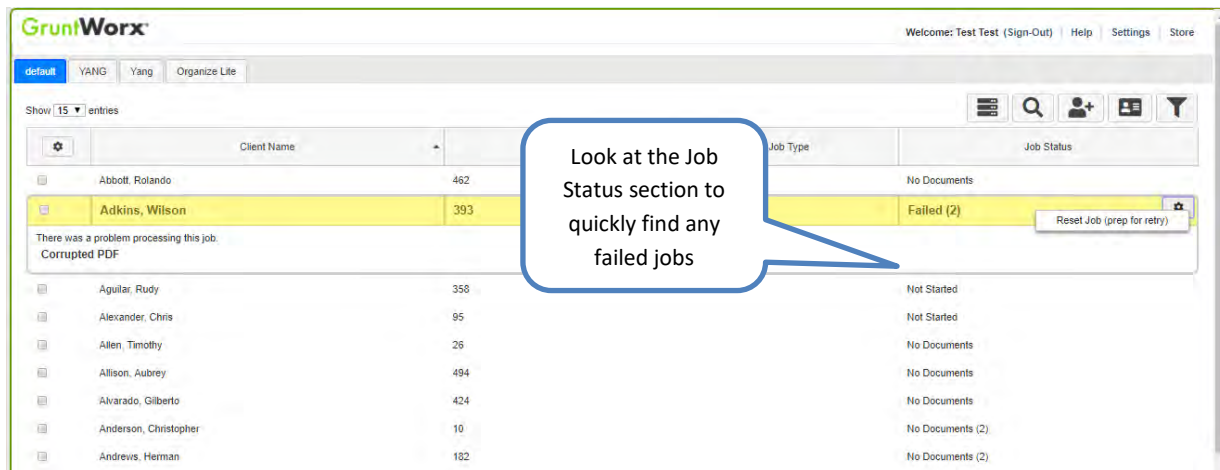 GruntWorx
Welcome: Test Test (Sign-Out) Help Settings Store
default YANG Yang Organize Lite
Show 15 entries
Client Name Job Type Job Status
Look at the Job
Status section to
quickly find any
failed jobs
Abbott, Rolando 462 No Documents
Adkins, Wilson 393 Failed (2)
Reset Job (prep for retry)
There was a problem processing this job.
Corrupted PDF
Aguilar, Rudy 358 Not Started
Alexander, Chris 95 Not Started
Allen, Timothy 26 No Documents
Allison, Aubrey 494 No Documents
Alvarado, Gilberto 424 No Documents
Anderson, Christopher 10 No Documents (2)
Andrews, Herman 182 No Documents (2)